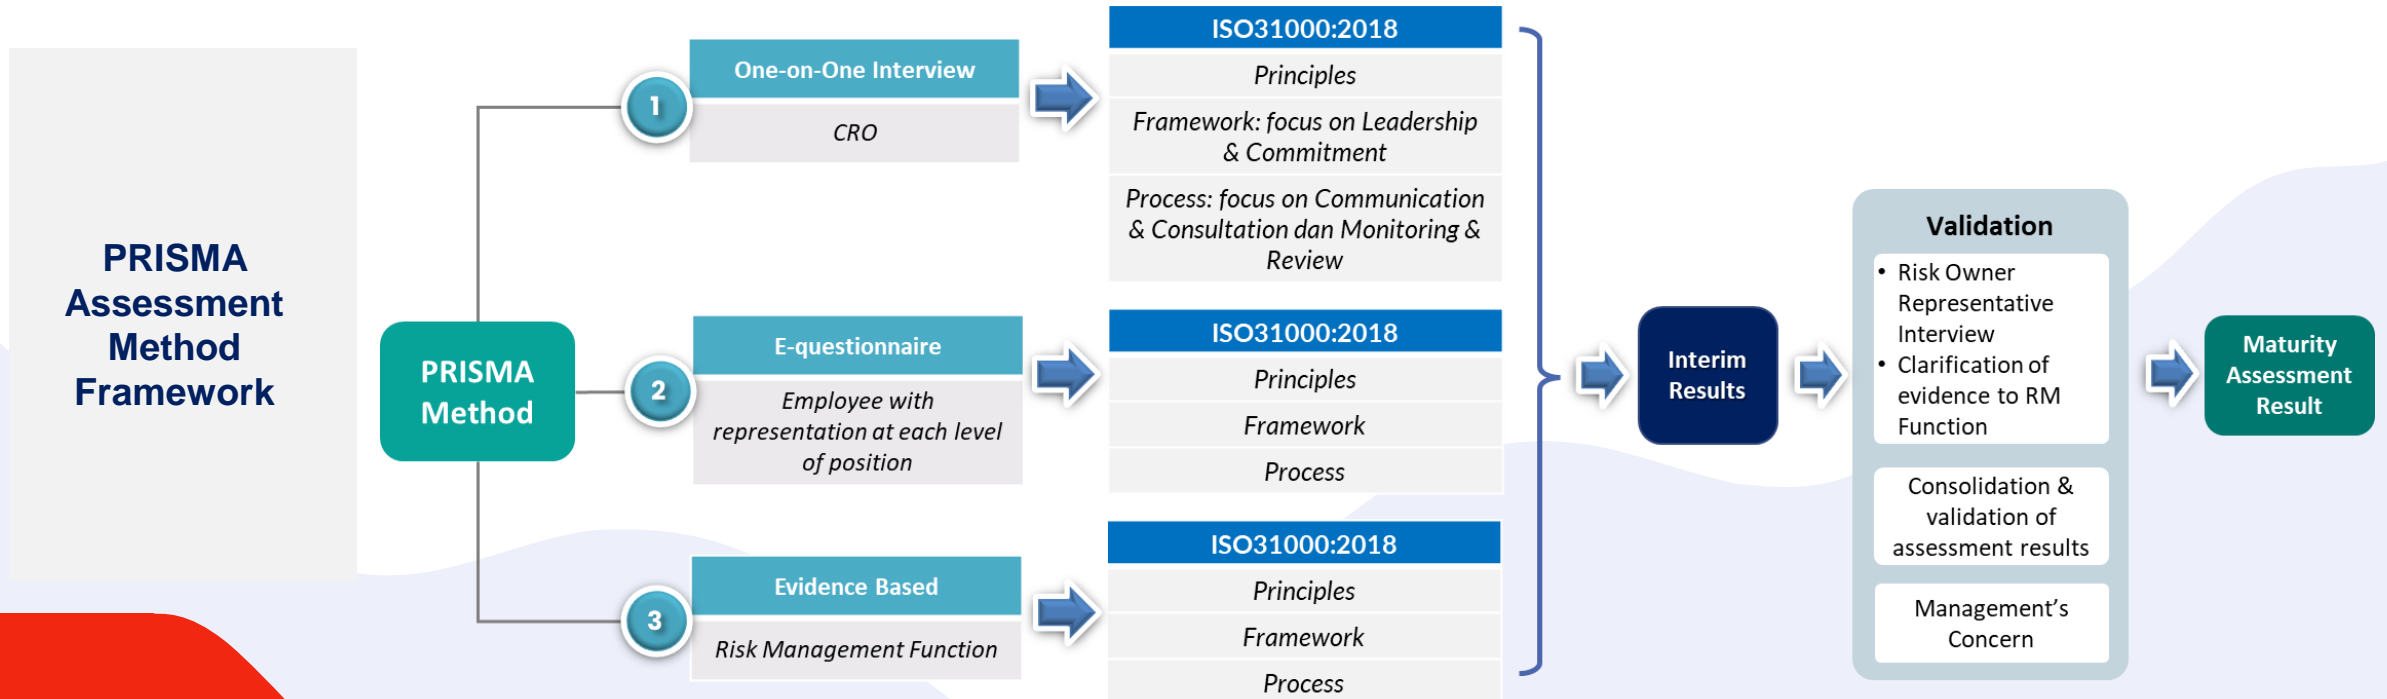 PRISMA
Assessment
Method
Framework
PRISMA
Method
1
One-on-One Interview
CRO
ISO31000:2018
Principles
Framework: focus on Leadership
& Commitment
Process: focus on Communication
& Consultation dan Monitoring &
Review
2
E-questionnaire
Employee with
representation at each level
of position
ISO31000:2018
Principles
Framework
Process
3
Evidence Based
Risk Management Function
ISO31000:2018
Principles
Framework
Process
Interim
Results
Validation
• Risk Owner
Representative
Interview
• Clarification of
evidence to RM
Function
Consolidation &
validation of
assessment results
Management’s
Concern
Maturity
Assessment
Result